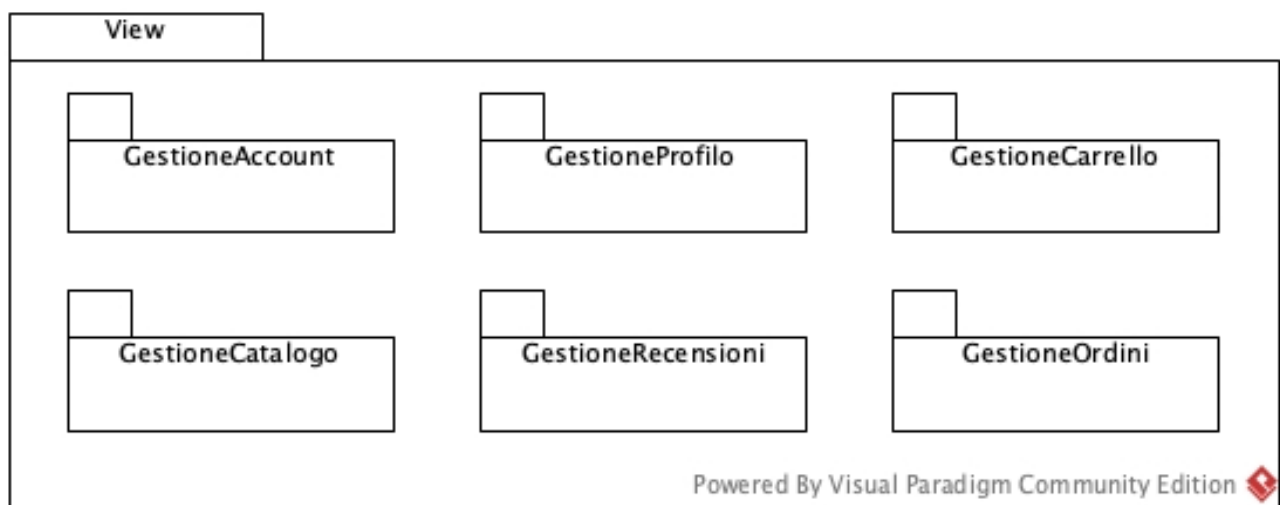 View
GestioneAccount
GestioneProfilo
GestioneCarrello
GestioneCatalogo
GestioneRecensioni
GestioneOrdini
Powered By Visual Paradigm Community Edition